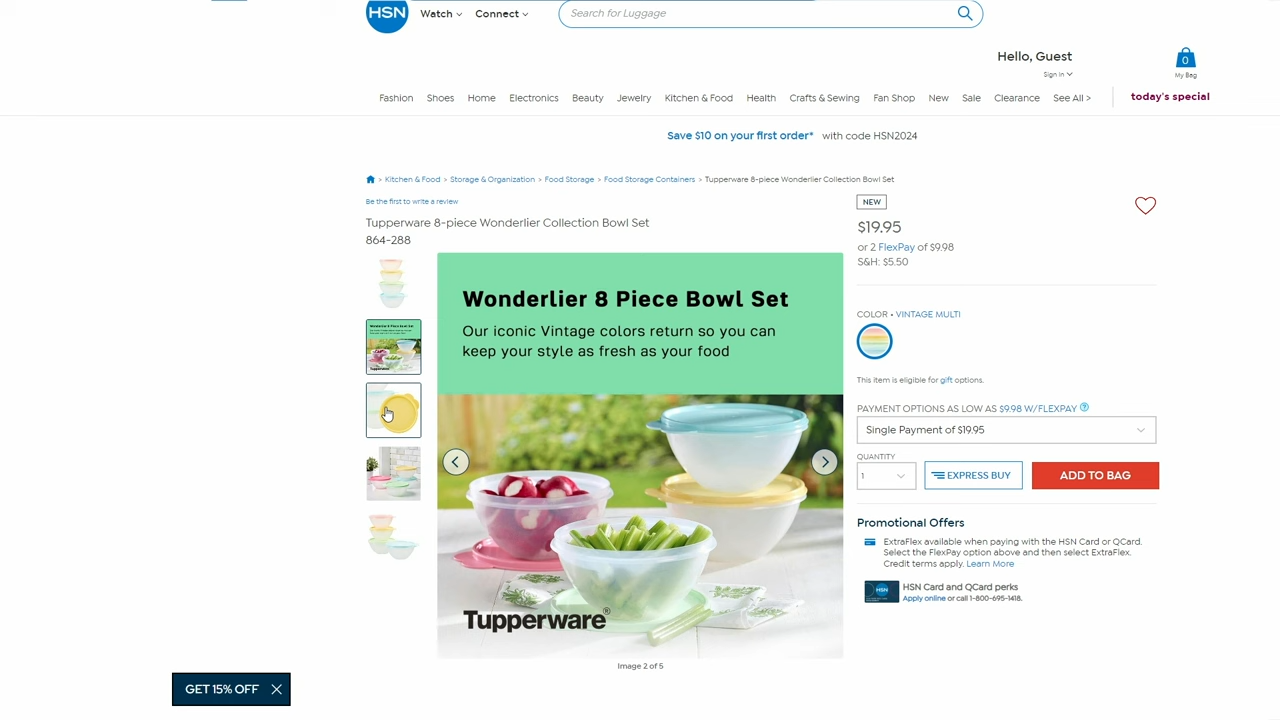 HSN
Watch
Connect
Search for Luggage
Hello, Guest
Sign In
0
My Bag
Fashion
Shoes
Home
Electronics
Beauty
Jewelry
Kitchen & Food
Health
Crafts & Sewing
Fan Shop
New
Sale
Clearance
See All >
today's special
Save $10 on your first order* with code HSN2024
> Kitchen & Food > Storage & Organization > Food Storage > Food Storage Containers > Tupperware 8-piece Wonderlier Collection Bowl Set
Be the first to write a review
Tupperware 8-piece Wonderlier Collection Bowl Set
864-288
Wonderlier 8 Piece Bowl Set
Our iconic Vintage colors return so you can
keep your style as fresh as your food
Tupperware®
Image 2 of 5
NEW
$19.95
or 2 FlexPay of $9.98
S&H: $5.50
COLOR • VINTAGE MULTI
This item is eligible for gift options.
PAYMENT OPTIONS AS LOW AS $9.98 W/FLEXPAY ?
Single Payment of $19.95
QUANTITY
1
EXPRESS BUY
ADD TO BAG
Promotional Offers
ExtraFlex available when paying with the HSN Card or QCard.
Select the FlexPay option above and then select ExtraFlex.
Credit terms apply. Learn More
HSN
HSN Card and QCard perks
Apply online or call 1-800-695-1418.
GET 15% OFF